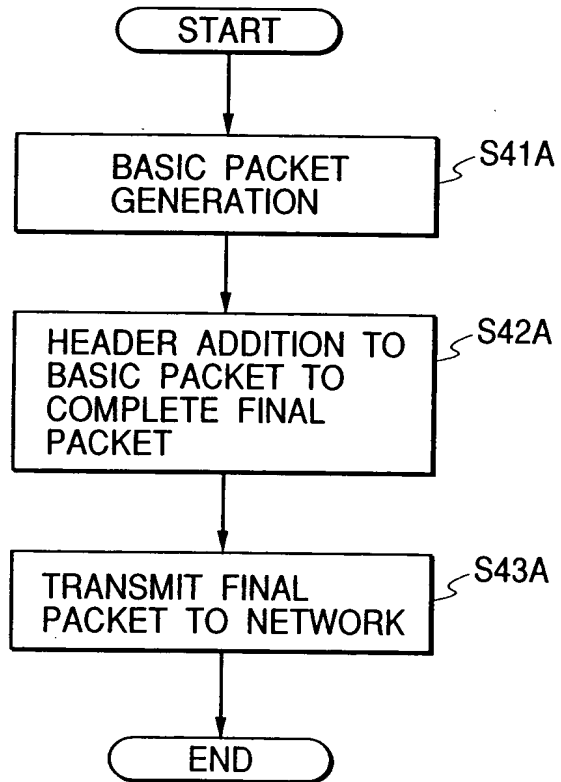 START
BASIC PACKET
GENERATION
S41A
HEADER ADDITION TO
BASIC PACKET TO
COMPLETE FINAL
PACKET
S42A
TRANSMIT FINAL
PACKET TO NETWORK
S43A
END